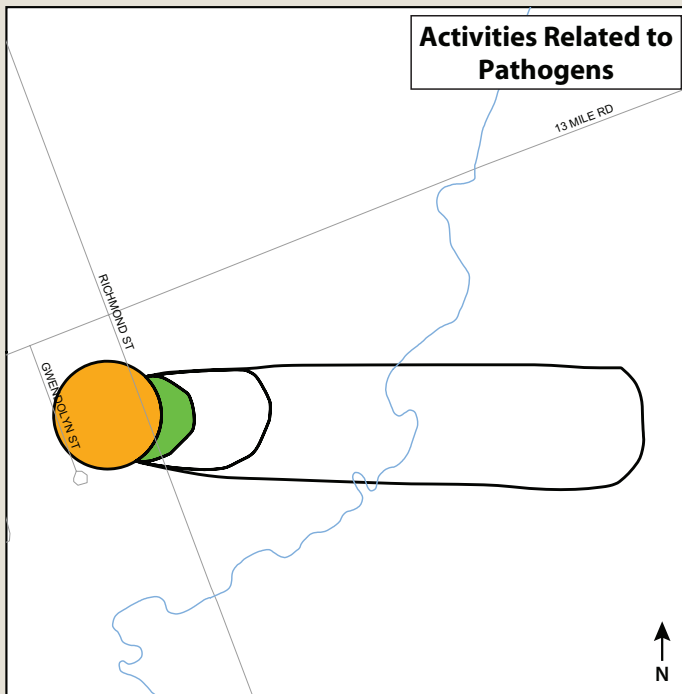 Activities Related to
Pathogens
13 MILE RD
RICHMOND ST
GWENDOLYN ST
N